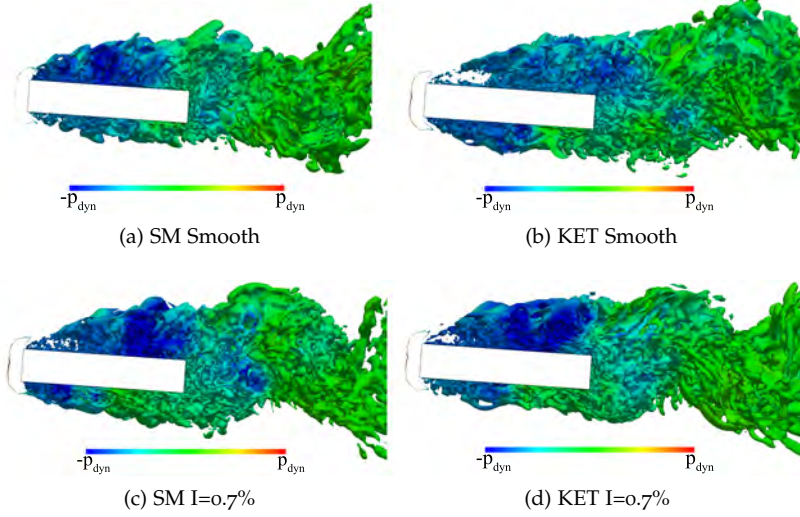 -p_dyn p_dyn
-p_dyn p_dyn
(a) SM Smooth
(b) KET Smooth
-p_dyn p_dyn
-p_dyn p_dyn
(c) SM I=0.7%
(d) KET I=0.7%